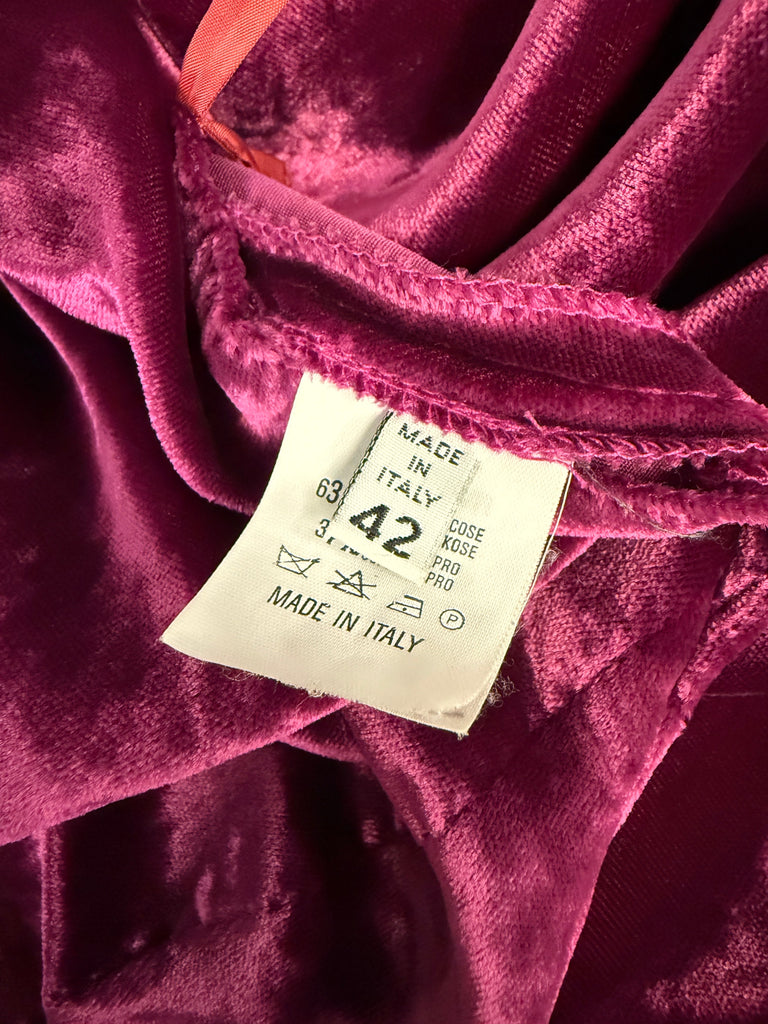 MADE
IN
ITALY
42
63
COSE
KOSE
PRO
PRO
P
MADE IN ITALY